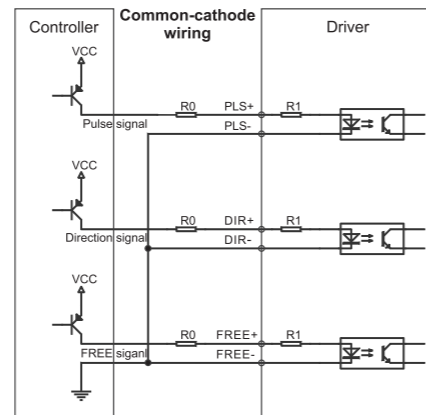 Controller
Common-cathode
wiring
Driver
VCC
R0
PLS+
R1
Pulse signal
PLS-
VCC
R0
DIR+
R1
Direction signal
DIR-
VCC
R0
FREE+
R1
FREE siganl
FREE-